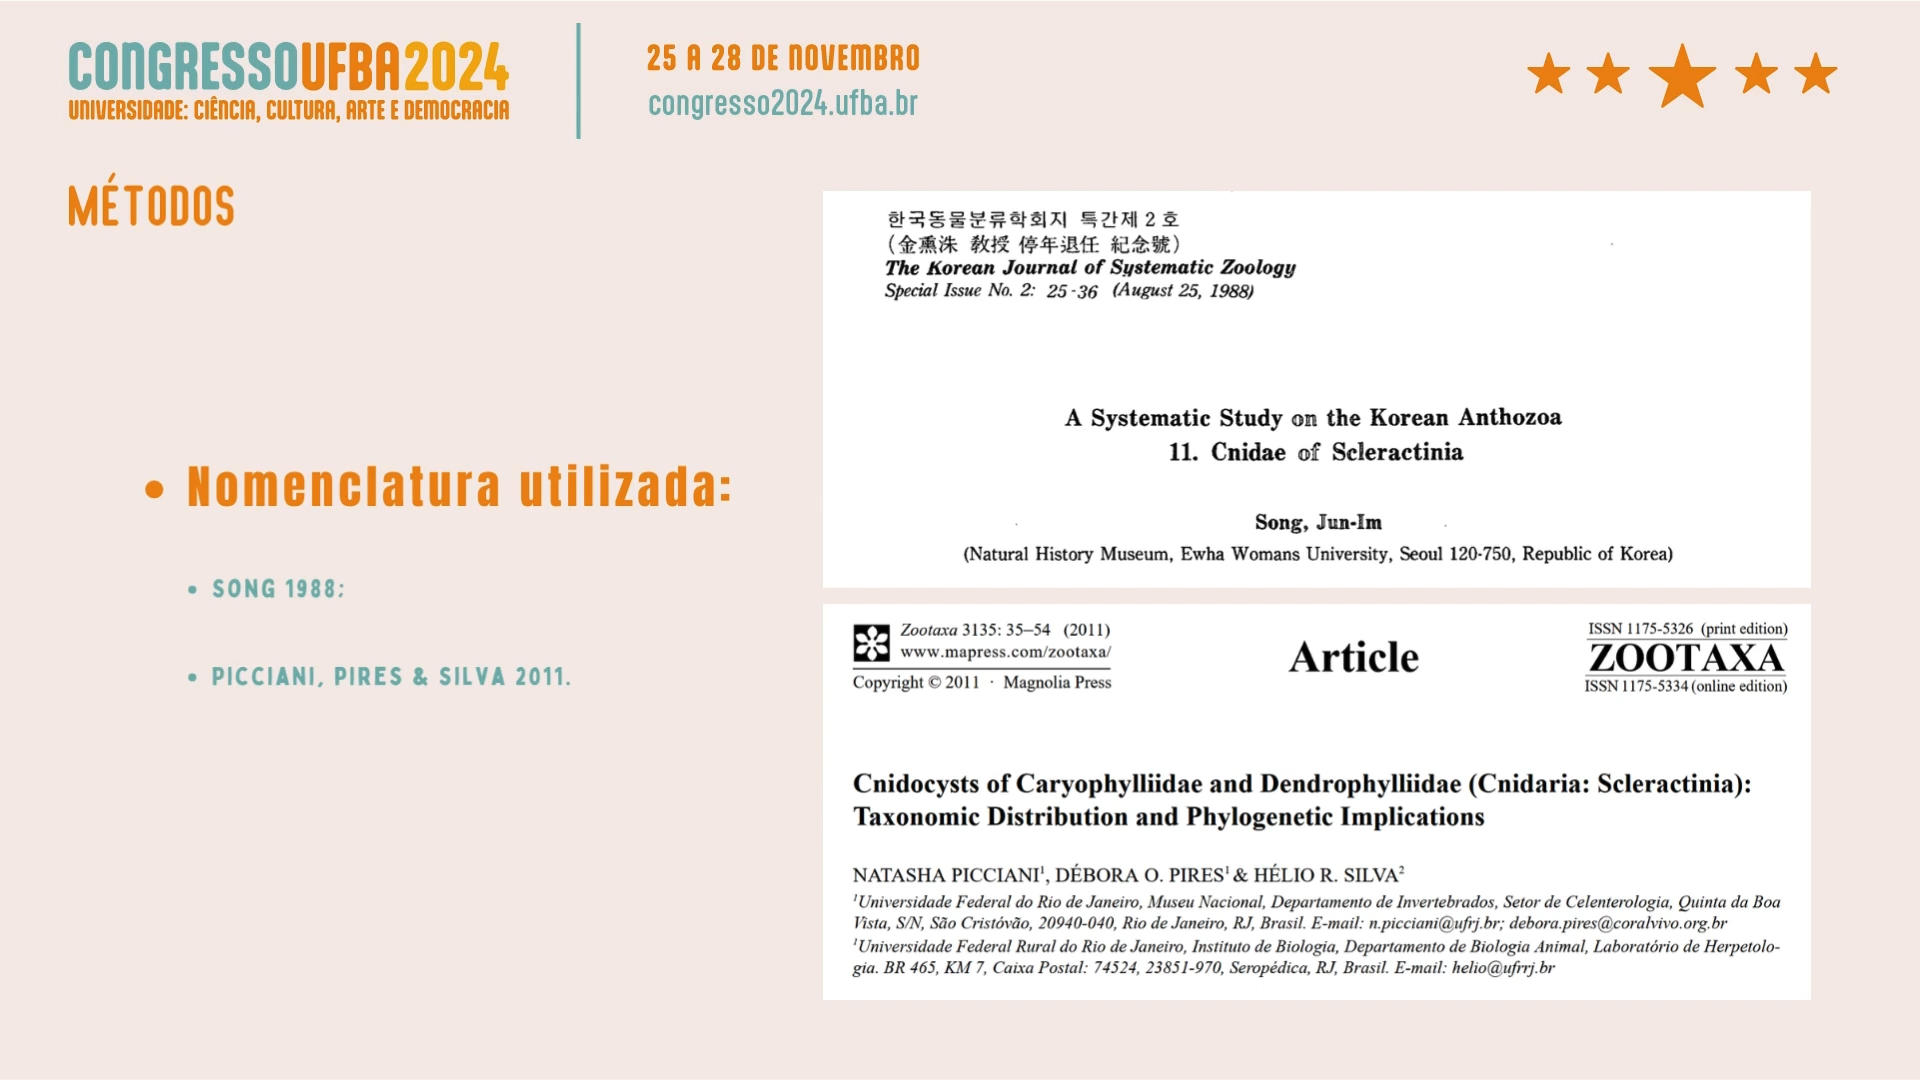 CONGRESSOUFBA2024
UNIVERSIDADE: CIÊNCIA, CULTURA, ARTE E DEMOCRACIA
25 A 28 DE NOVEMBRO
congresso2024.ufba.br
MÉTODOS
• Nomenclatura utilizada:
• SONG 1988;
• PICCIANI, PIRES & SILVA 2011.
한국동물분류학회지 특간제 2 호
(金熏洙 敎授 停年退任 紀念號)
The Korean Journal of Systematic Zoology
Special Issue No. 2: 25-36 (August 25, 1988)
A Systematic Study on the Korean Anthozoa
11. Cnidae of Scleractinia
Song, Jun-Im
(Natural History Museum, Ewha Womans University, Seoul 120-750, Republic of Korea)
Zootaxa 3135: 35–54 (2011)
www.mapress.com/zootaxa/
Copyright © 2011 · Magnolia Press
Article
ISSN 1175-5326 (print edition)
ZOOTAXA
ISSN 1175-5334 (online edition)
Cnidocysts of Caryophylliidae and Dendrophylliidae (Cnidaria: Scleractinia):
Taxonomic Distribution and Phylogenetic Implications
NATASHA PICCIANI¹, DÉBORA O. PIRES¹ & HÉLIO R. SILVA²
¹Universidade Federal do Rio de Janeiro, Museu Nacional, Departamento de Invertebrados, Setor de Celenterologia, Quinta da Boa
Vista, S/N, São Cristóvão, 20940-040, Rio de Janeiro, RJ, Brasil. E-mail: n.picciani@ufrj.br; debora.pires@coralvivo.org.br
¹Universidade Federal Rural do Rio de Janeiro, Instituto de Biologia, Departamento de Biologia Animal, Laboratório de Herpetolo-
gia. BR 465, KM 7, Caixa Postal: 74524, 23851-970, Seropédica, RJ, Brasil. E-mail: helio@ufrrj.br